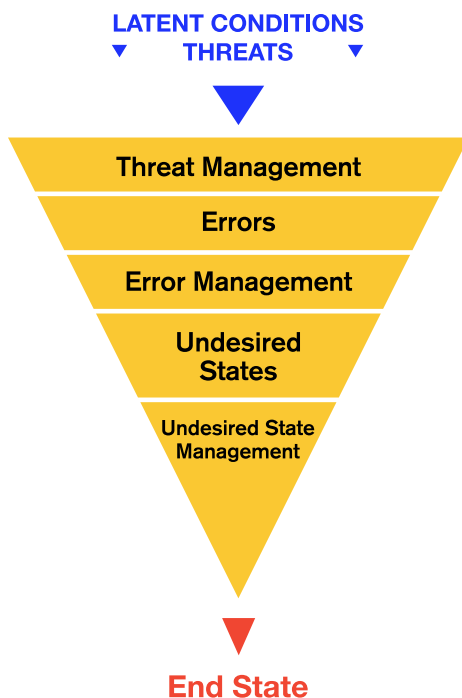 LATENT CONDITIONS
THREATS
Threat Management
Errors
Error Management
Undesired
States
Undesired State
Management
End State